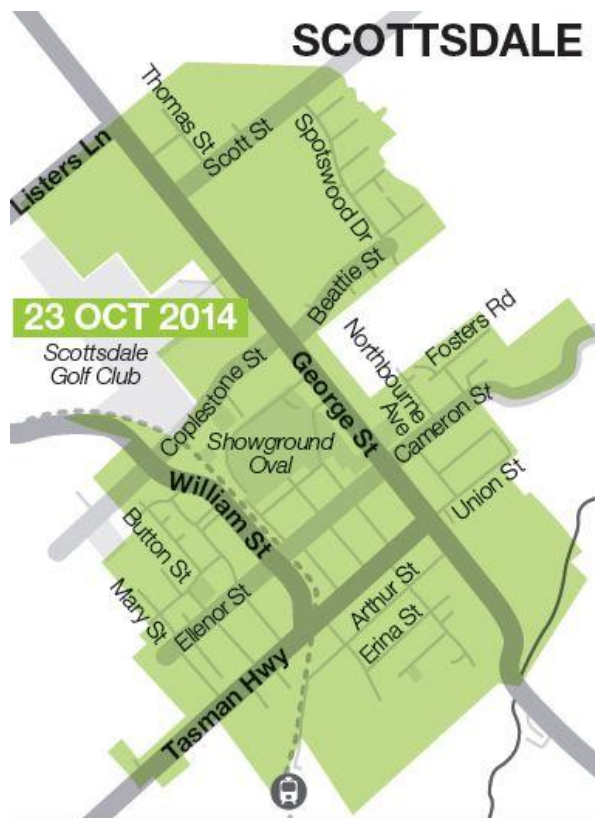 SCOTTSDALE
Thomas St
Scott St
Spotswood Dr
Listers Ln
Beattie St
23 OCT 2014
Scottsdale
Golf Club
Coplestone St
George St
Northbourne
Ave
Fosters Rd
Cameron St
Showground
Oval
William St
Union St
Button St
Mary St
Ellenor St
Arthur St
Erina St
Tasman Hwy